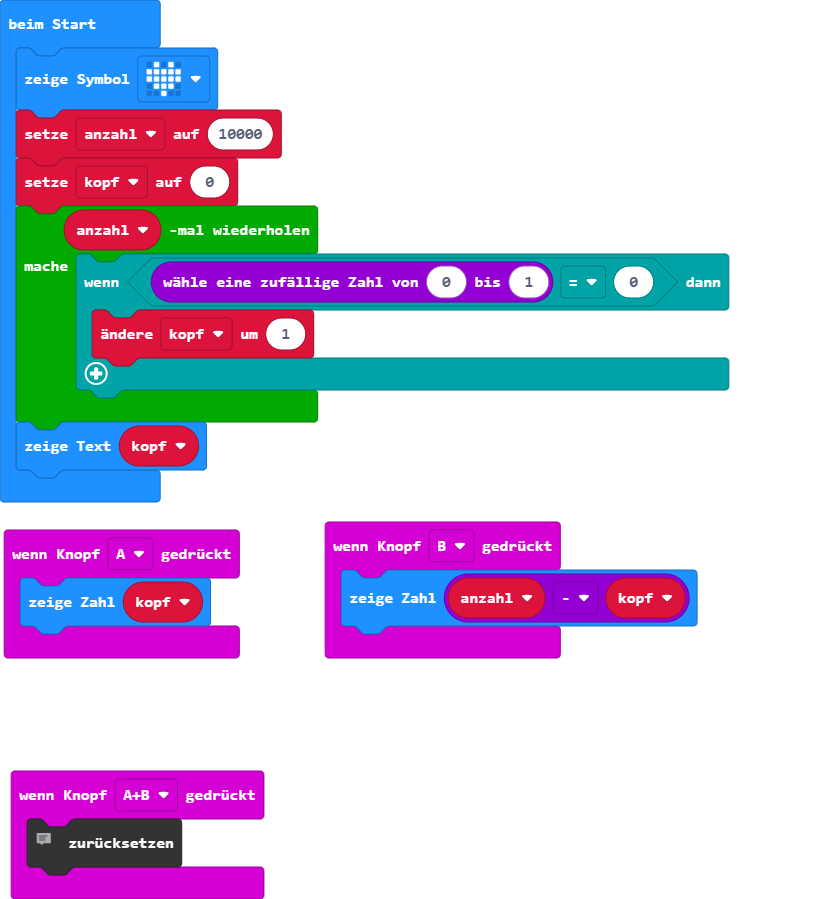 beim Start
zeige Symbol
setze anzahl auf 10000
setze kopf auf 0
anzahl -mal wiederholen
mache
wenn wähle eine zufällige Zahl von 0 bis 1 = 0 dann
ändere kopf um 1
zeige Text kopf
wenn Knopf A gedrückt
zeige Zahl kopf
wenn Knopf B gedrückt
zeige Zahl anzahl - kopf
wenn Knopf A+B gedrückt
zurücksetzen